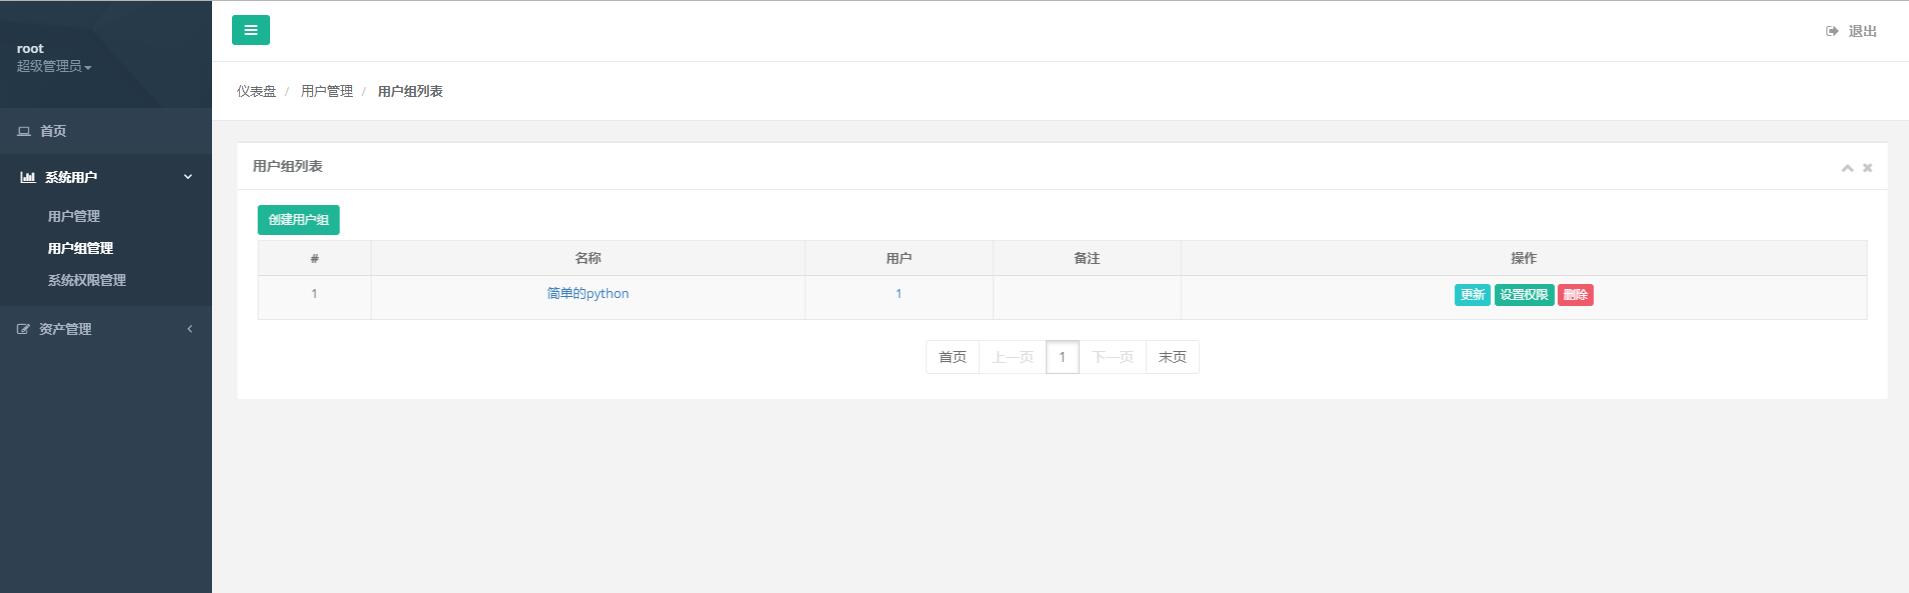 root
超级管理员
首页
系统用户
用户管理
用户组管理
系统权限管理
资产管理
退出
仪表盘 / 用户管理 / 用户组列表
用户组列表
创建用户组
# 名称 用户 备注 操作
1 简单的python 1 更新 设置权限 删除
首页 上一页 1 下一页 末页